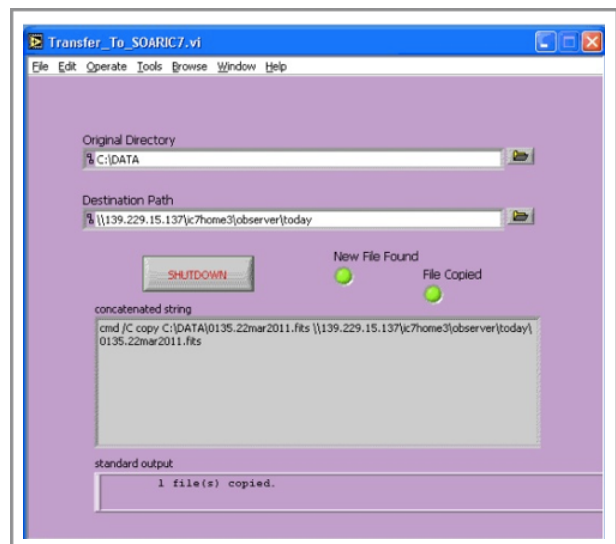 Transfer_To_SOARIC7.vi
File Edit Operate Tools Browse Window Help
Original Directory
C:\DATA
Destination Path
\\139.229.15.137\ic7home3\observer\today
New File Found
SHUTDOWN
File Copied
concatenated string
cmd /C copy C:\DATA\0135.22mar2011.fits \\139.229.15.137\ic7home3\observer\today\
0135.22mar2011.fits
standard output
1 file(s) copied.